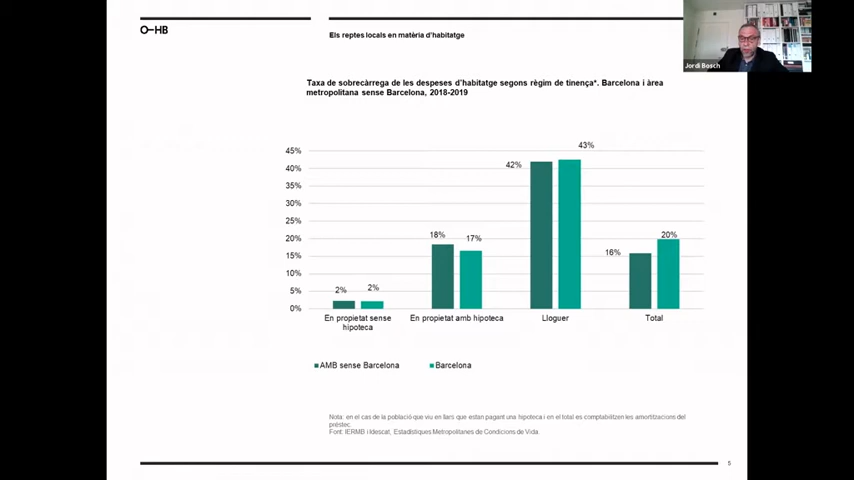 O-HB
Els reptes locals en matèria d'habitatge
Jordi Bosch
Taxa de sobrecàrrega de les despeses d'habitatge segons règim de tinença*. Barcelona i àrea
metropolitana sense Barcelona, 2018-2019
45%
40%
35%
30%
25%
20%
15%
10%
5%
0%
2%
2%
18%
17%
42%
43%
16%
20%
En propietat sense
hipoteca
En propietat amb hipoteca
Lloguer
Total
AMB sense Barcelona
Barcelona
Nota: en el cas de la població que viu en llars que estan pagant una hipoteca i en el total es comptabilitzen les amortitzacions del
préstec.
Font: IERMB i Idescat, Estadístiques Metropolitanes de Condicions de Vida
5